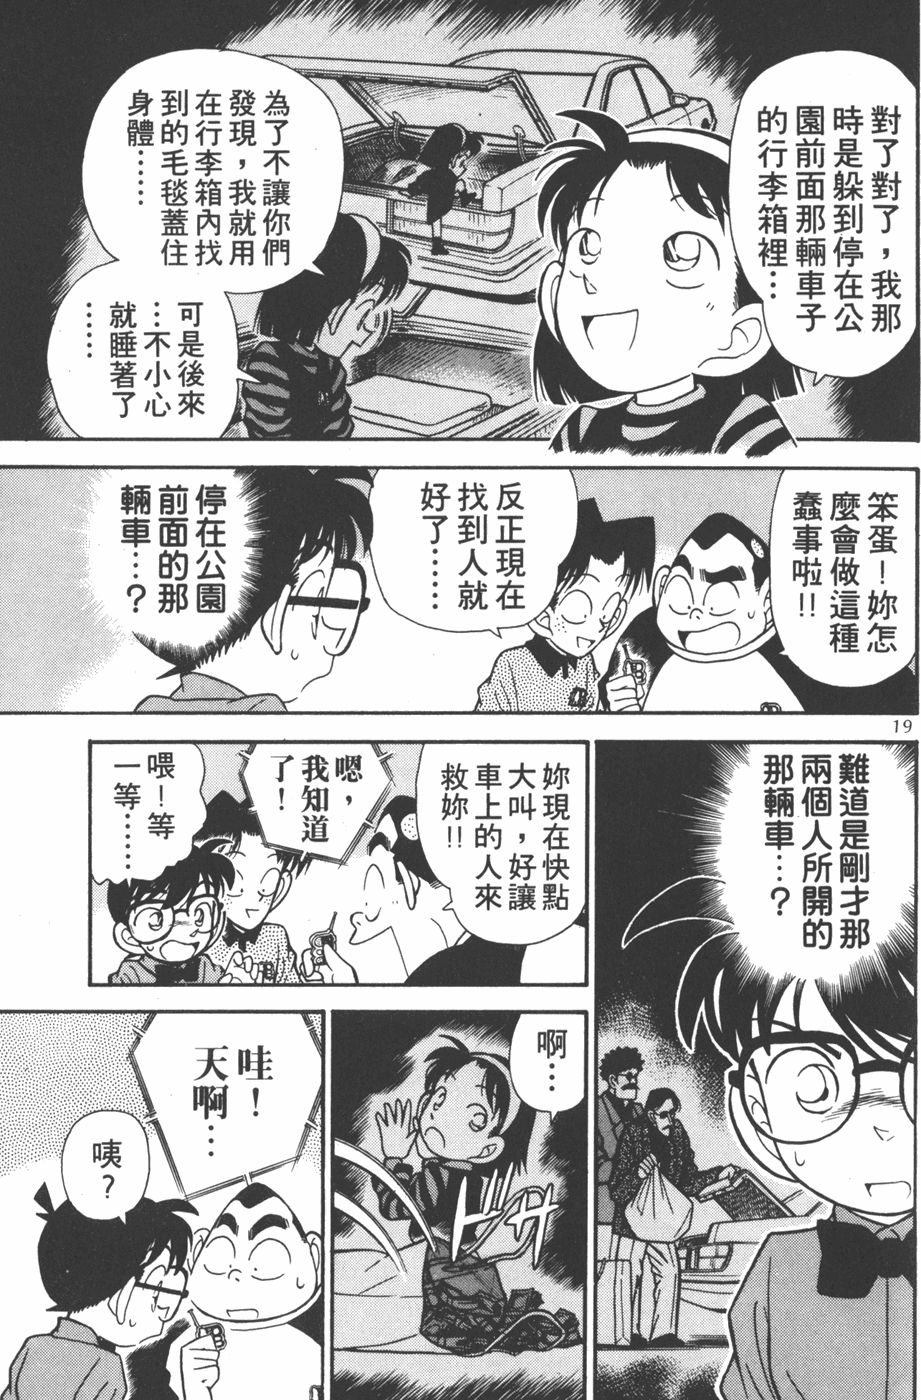 對了對了，我那
時是躲到停在公
園前面那輛車子
的行李箱裡…
為了不讓你們
發現，我就用
在行李箱內找
到的毛毯蓋住
身體……
可是後來
…不小心
就睡著了
……
笨蛋！妳怎
麼會做這種
蠢事啦!!
反正現在
找到人就
好了……
停在公園
前面的那
輛車…？
19
難道是剛才那
兩個人所開的
那輛車…？
妳現在快點
大叫，好讓
車上的人來
救妳!!
嗯，
我知道
了！
喂！等
一等……
啊…
ドサ
哇！
天啊…
咦？